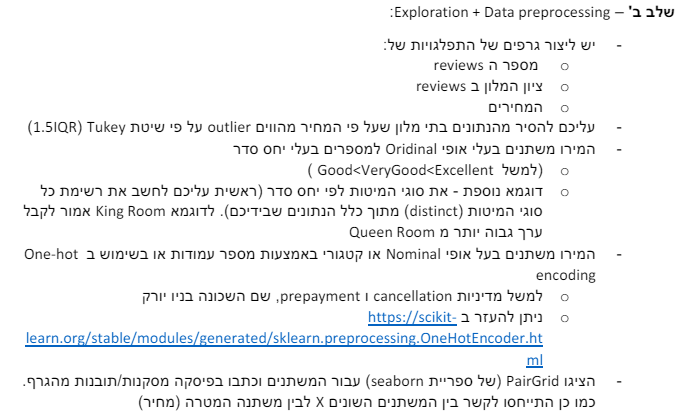 שלב ב' – Exploration + Data preprocessing:
- יש ליצור גרפים של התפלגויות של:
o מספר ה reviews
o ציון המלון ב reviews
o המחירים
- עליכם להסיר מהנתונים בתי מלון שעל פי המחיר מהווים outlier על פי שיטת Tukey (1.5IQR)
- המירו משתנים בעלי אופי Oridinal למספרים בעלי יחס סדר
o (למשל Good<VeryGood<Excellent )
o דוגמא נוספת - את סוגי המיטות לפי יחס סדר (ראשית עליכם לחשב את רשימת כל
סוגי המיטות (distinct) מתוך כלל הנתונים שבידיכם). לדוגמא King Room אמור לקבל
ערך גבוה יותר מ Queen Room
- המירו משתנים בעל אופי Nominal או קטגורי באמצעות מספר עמודות או בשימוש ב One-hot
encoding
o למשל מדיניות cancellation ו prepayment, שם השכונה בניו יורק
o ניתן להעזר ב https://scikit-
learn.org/stable/modules/generated/sklearn.preprocessing.OneHotEncoder.ht
ml
- הציגו PairGrid (של ספריית seaborn) עבור המשתנים וכתבו בפיסקה מסקנות/תובנות מהגרף.
כמו כן התייחסו לקשר בין המשתנים השונים X לבין משתנה המטרה (מחיר)